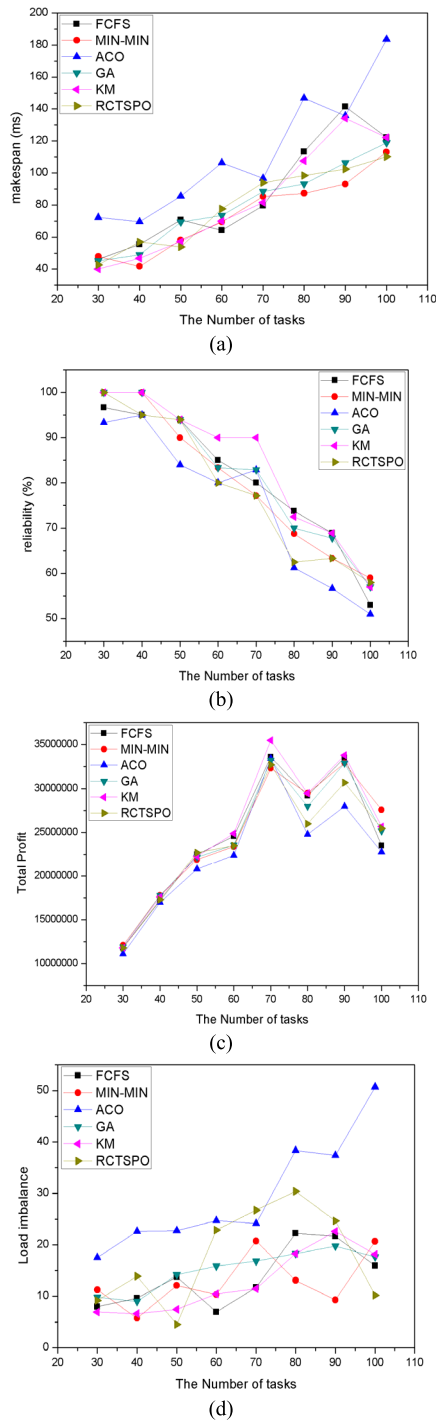 200
180
160
140
120
100
80
60
40
makespan (ms)
FCFS
MIN-MIN
ACO
GA
KM
RCTSPO
20 30 40 50 60 70 80 90 100 110
The Number of tasks
(a)
100
90
80
70
60
50
reliability (%)
FCFS
MIN-MIN
ACO
GA
KM
RCTSPO
20 30 40 50 60 70 80 90 100 110
The Number of tasks
(b)
35000000
30000000
25000000
20000000
15000000
10000000
Total Profit
FCFS
MIN-MIN
ACO
GA
KM
RCTSPO
20 30 40 50 60 70 80 90 100 110
The Number of tasks
(c)
50
40
30
20
10
0
Load imbalance
FCFS
MIN-MIN
ACO
GA
KM
RCTSPO
20 30 40 50 60 70 80 90 100 110
The Number of tasks
(d)